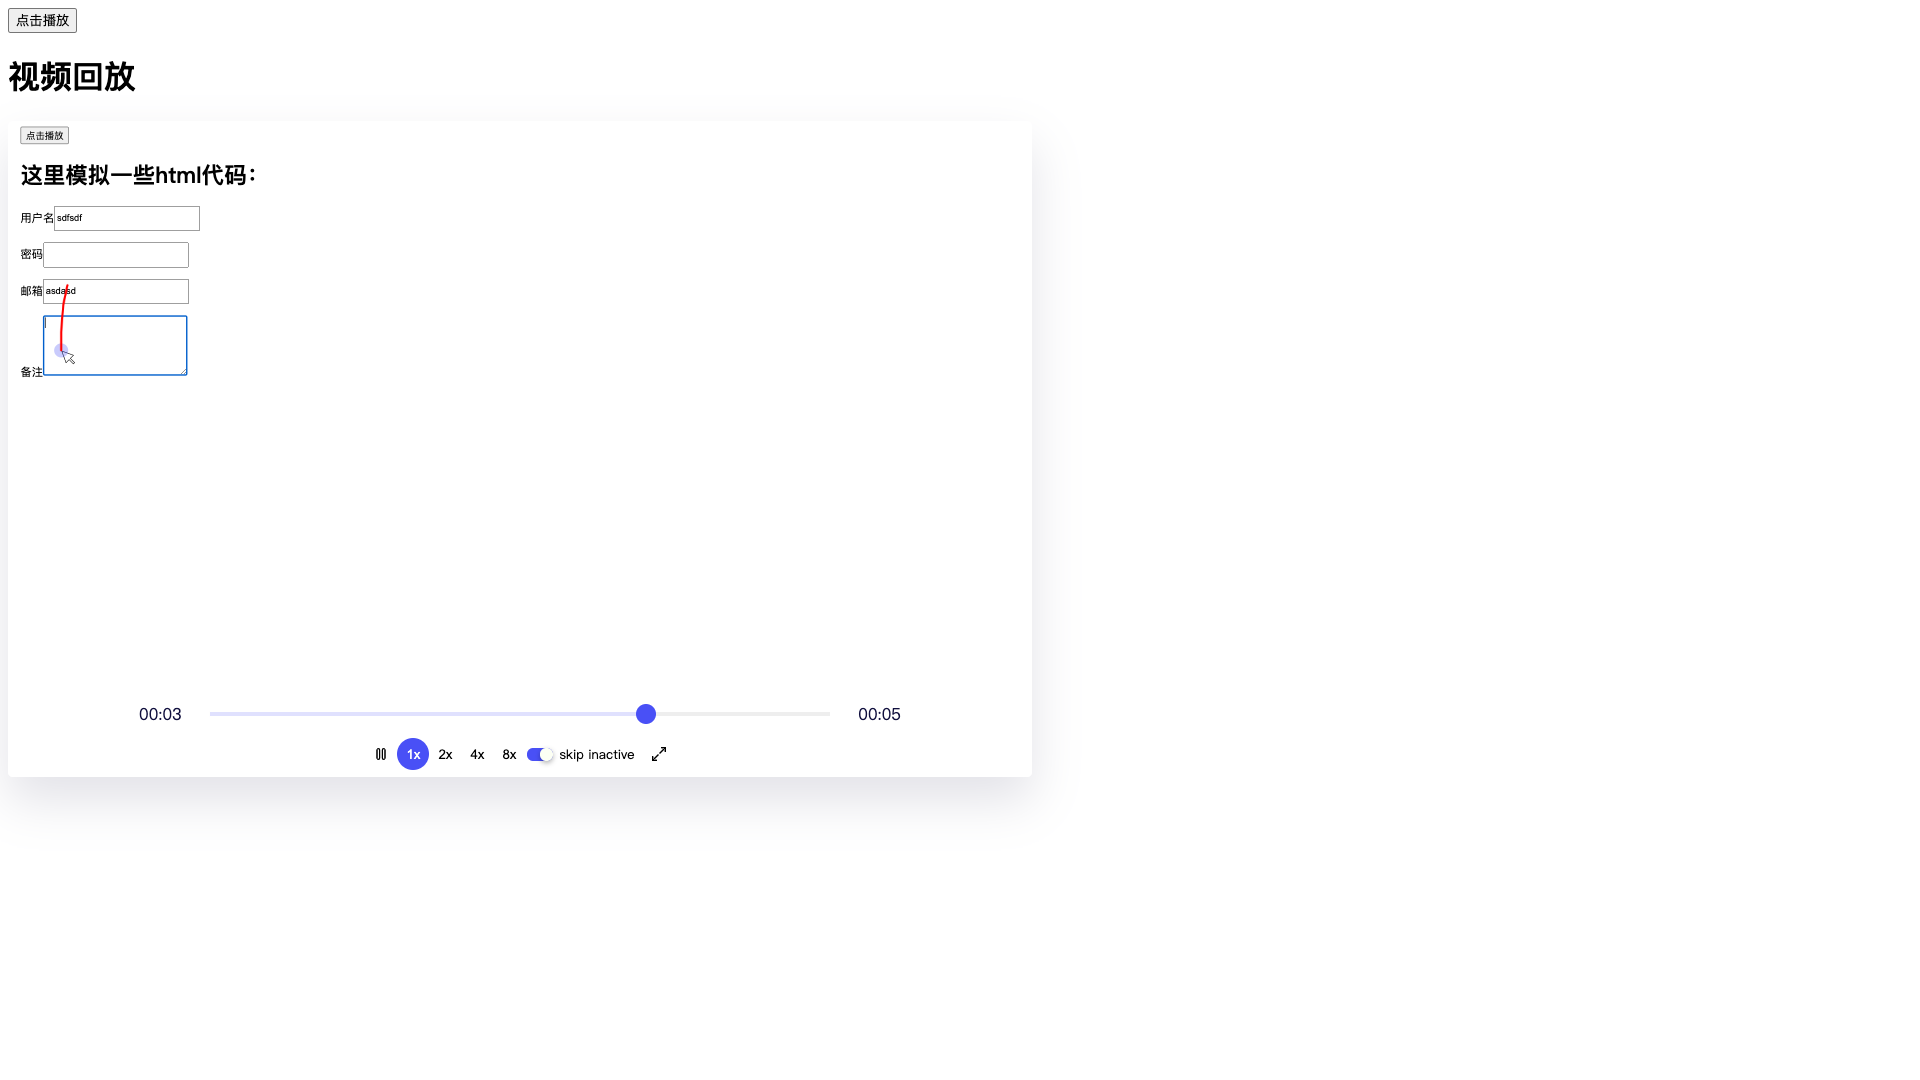 点击播放
视频回放
点击播放
这里模拟一些html代码：
用户名 sdfsdf
密码
邮箱 asdasd
备注
00:03 00:05
1x 2x 4x 8x skip inactive